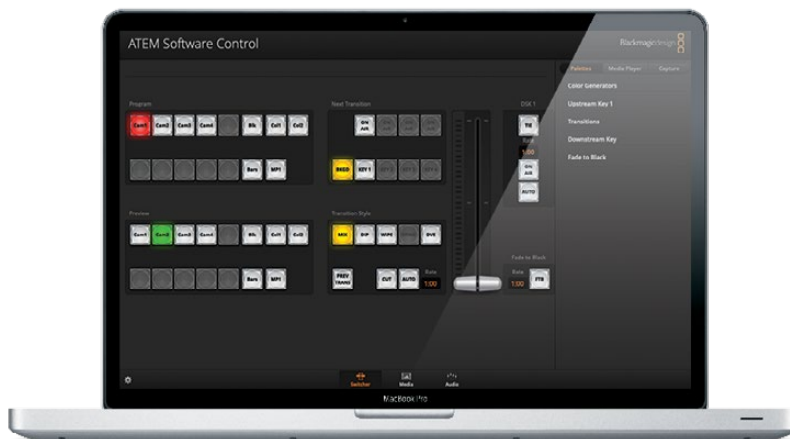 ATEM Software Control
Blackmagicdesign
Palettes Media Player Capture
Color Generators
Upstream Key 1
Transitions
Downstream Key
Fade to Black
Program
Cam1 Cam2 Cam3 Cam4 Blk Col1 Col2
Bars MP1
Next Transition
ON AIR
BKGD KEY 1
DSK 1
TIE
Rate
1:00
ON AIR
AUTO
Preview
Cam1 Cam2 Cam3 Cam4 Blk Col1 Col2
Bars MP1
Transition Style
MIX DIP WIPE DVE
PREV TRANS CUT AUTO Rate 1:00
Fade to Black
Rate
1:00 FTB
Switcher Media Audio
MacBook Pro